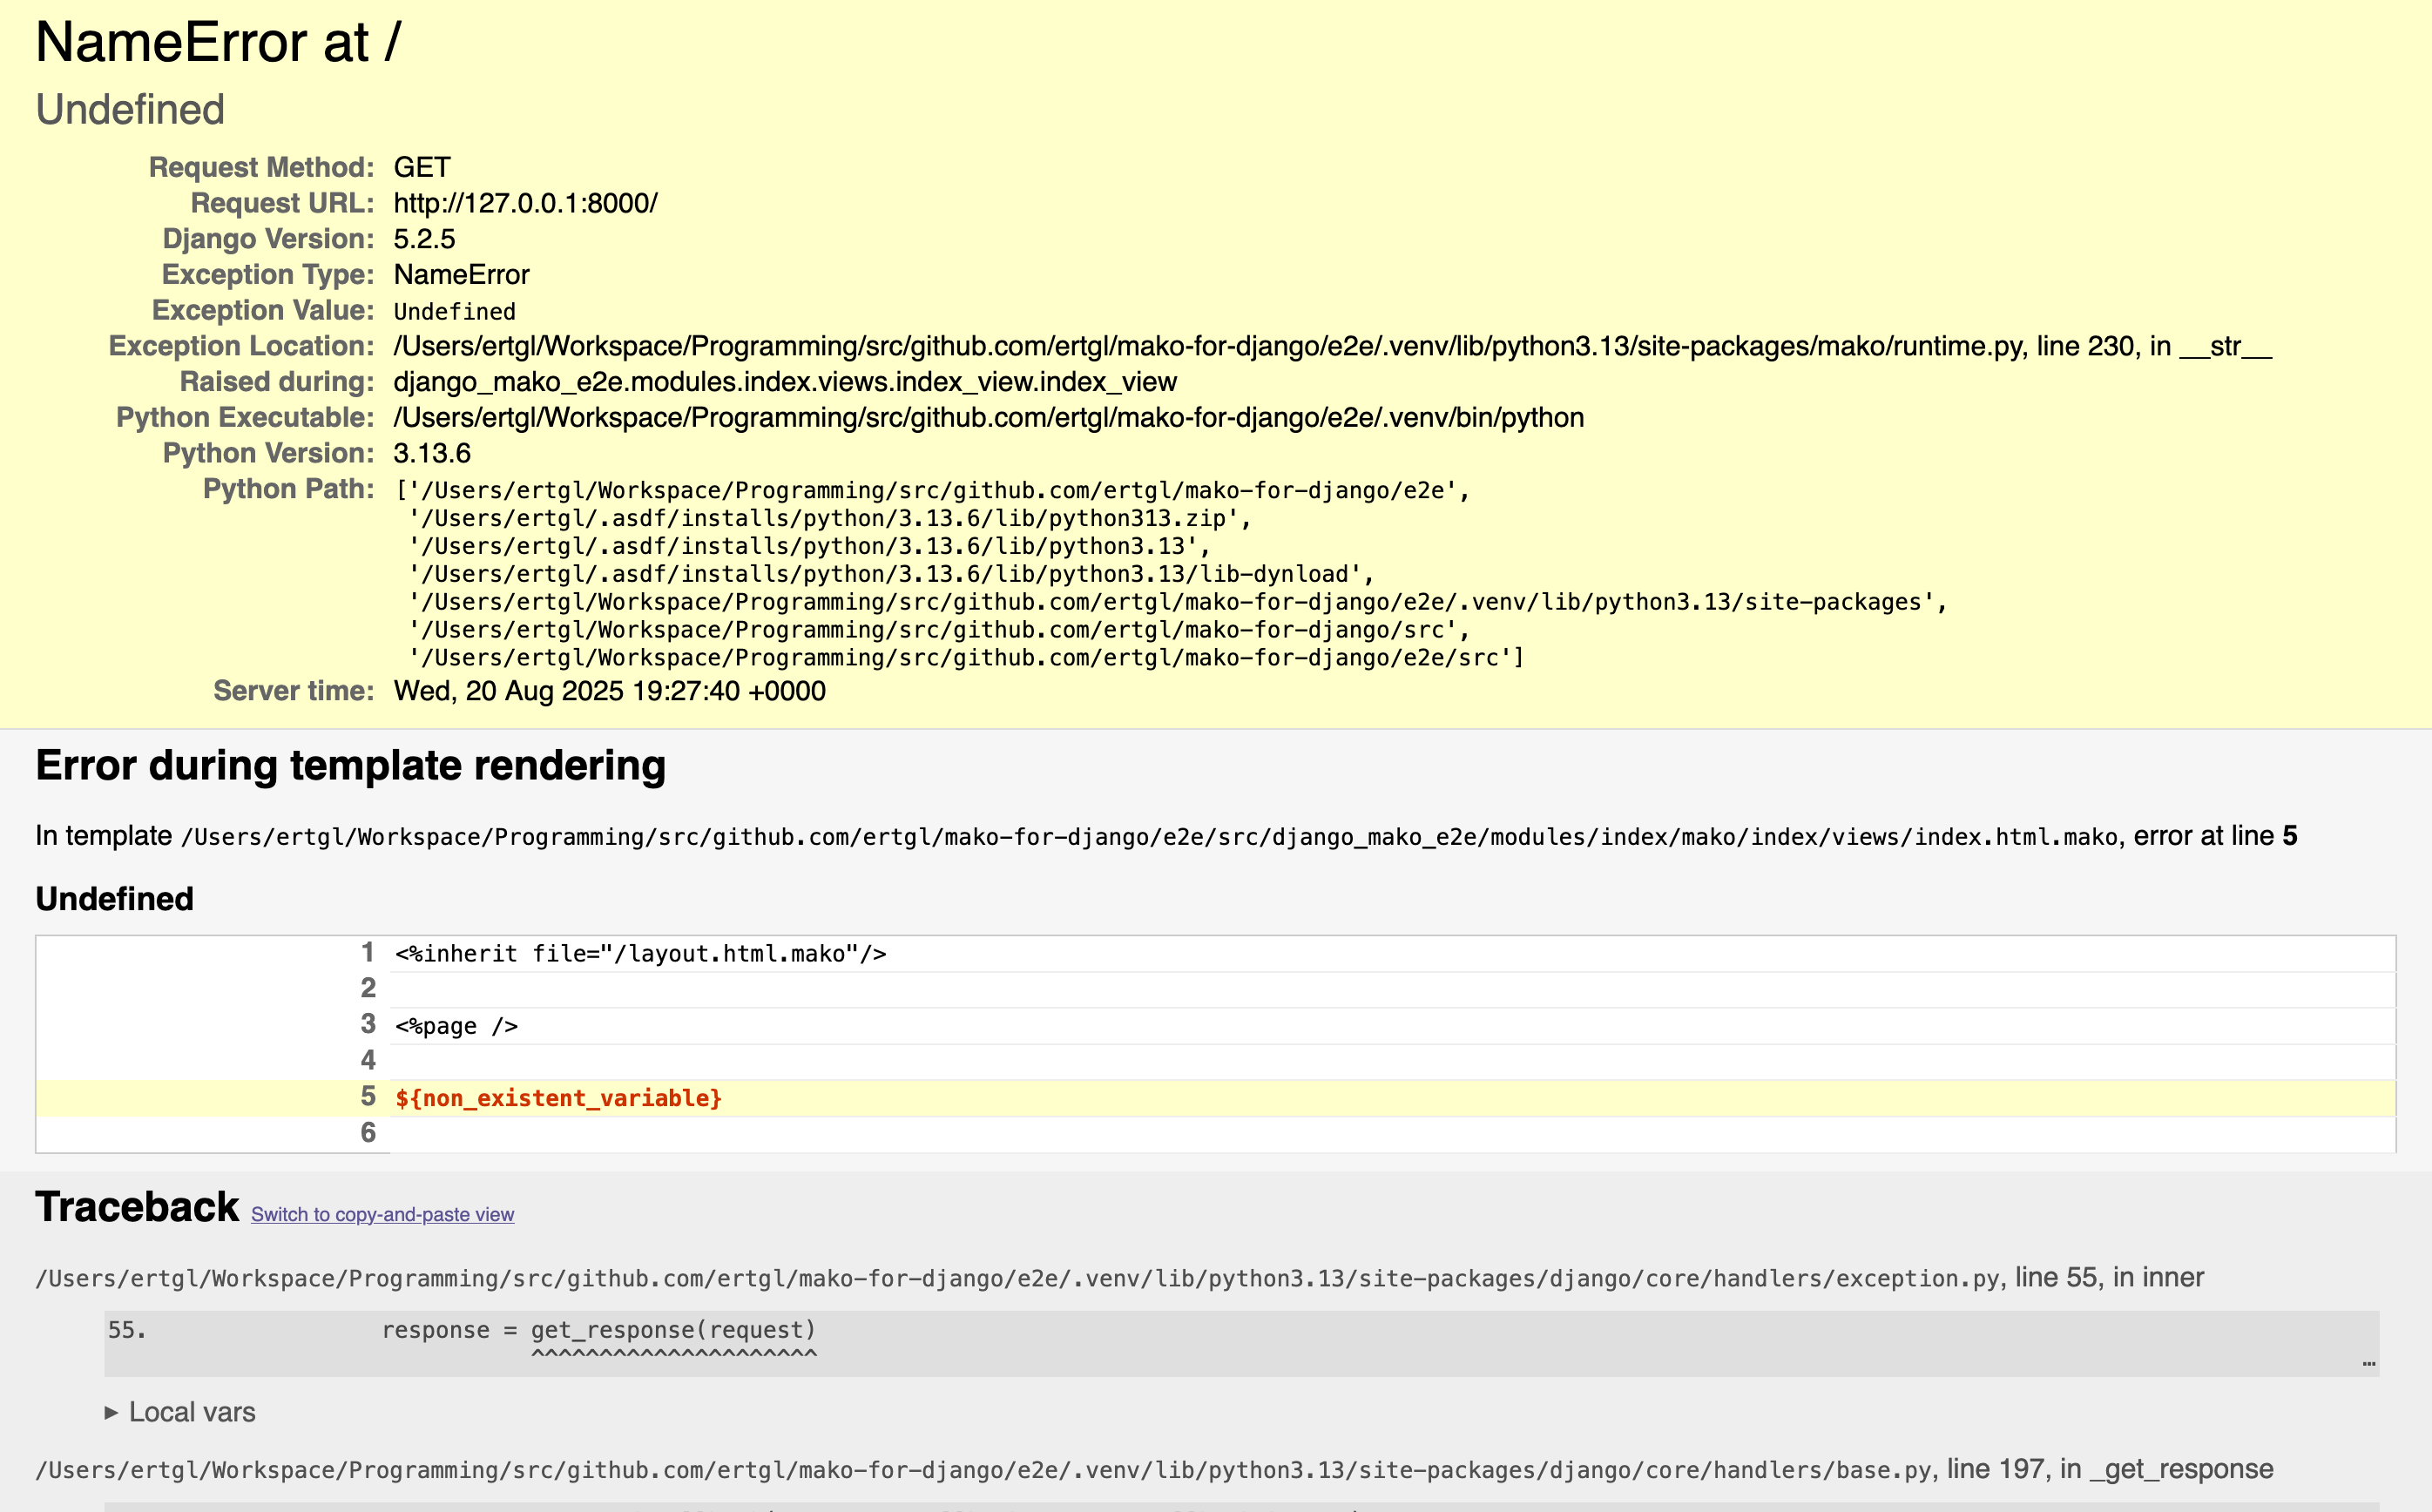 NameError at /
Undefined
Request Method: GET
Request URL: http://127.0.0.1:8000/
Django Version: 5.2.5
Exception Type: NameError
Exception Value: Undefined
Exception Location: /Users/ertgl/Workspace/Programming/src/github.com/ertgl/mako-for-django/e2e/.venv/lib/python3.13/site-packages/mako/runtime.py, line 230, in __str__
Raised during: django_mako_e2e.modules.index.views.index_view.index_view
Python Executable: /Users/ertgl/Workspace/Programming/src/github.com/ertgl/mako-for-django/e2e/.venv/bin/python
Python Version: 3.13.6
Python Path: ['/Users/ertgl/Workspace/Programming/src/github.com/ertgl/mako-for-django/e2e',
'/Users/ertgl/.asdf/installs/python/3.13.6/lib/python313.zip',
'/Users/ertgl/.asdf/installs/python/3.13.6/lib/python3.13',
'/Users/ertgl/.asdf/installs/python/3.13.6/lib/python3.13/lib-dynload',
'/Users/ertgl/Workspace/Programming/src/github.com/ertgl/mako-for-django/e2e/.venv/lib/python3.13/site-packages',
'/Users/ertgl/Workspace/Programming/src/github.com/ertgl/mako-for-django/src',
'/Users/ertgl/Workspace/Programming/src/github.com/ertgl/mako-for-django/e2e/src']
Server time: Wed, 20 Aug 2025 19:27:40 +0000
Error during template rendering
In template /Users/ertgl/Workspace/Programming/src/github.com/ertgl/mako-for-django/e2e/src/django_mako_e2e/modules/index/mako/index/views/index.html.mako, error at line 5
Undefined
1 <%inherit file="/layout.html.mako"/>
2
3 <%page />
4
5 ${non_existent_variable}
6
Traceback Switch to copy-and-paste view
/Users/ertgl/Workspace/Programming/src/github.com/ertgl/mako-for-django/e2e/.venv/lib/python3.13/site-packages/django/core/handlers/exception.py, line 55, in inner
55. response = get_response(request)
^^^^^^^^^^^^^^^^^^^^^
…
▶ Local vars
/Users/ertgl/Workspace/Programming/src/github.com/ertgl/mako-for-django/e2e/.venv/lib/python3.13/site-packages/django/core/handlers/base.py, line 197, in _get_response